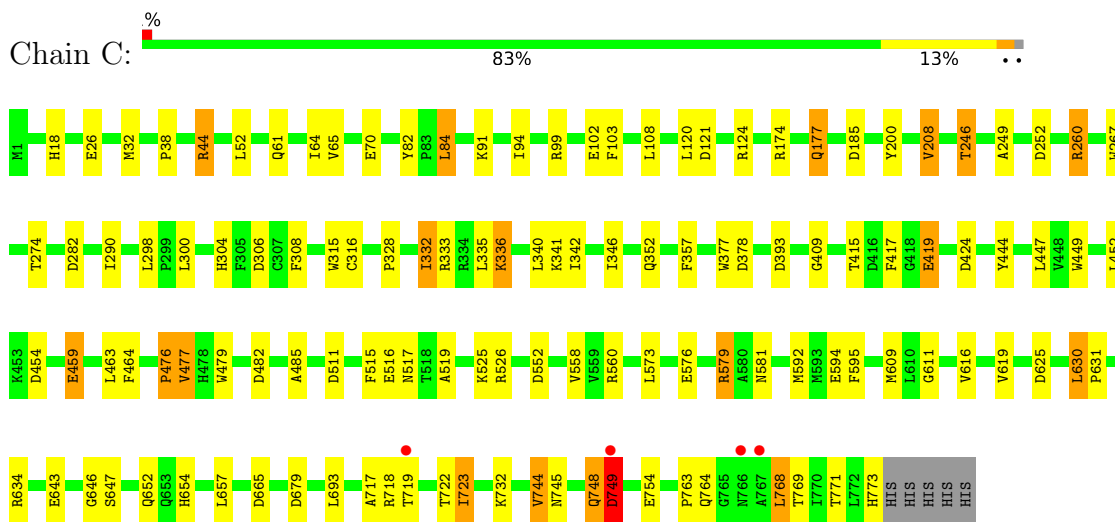 %
Chain C:
83% 13% • •
M1 H18 E26 M32 P38 R44 L52 Q61 I64 V65 E70 Y82 P83 L84 K91 I94 R99 E102 F103 L108 L120 D121 R124 R174 Q177 D185 Y200 V208 T246 A249 D252 R260
T274 D282 I290 L298 P299 L300 H304 F305 D306 C307 F308 W315 C316 P328 I332 R333 R334 L335 K336 L340 K341 I342 I346 Q352 F357 W377 D378 D393 G409 T415 D416 F417 G418 E419 D424 Y444 L447 V448 W449
K453 D454 E459 L463 F464 P476 V477 H478 W479 D482 A485 D511 F515 E516 N517 T518 A519 K525 R526 D552 V558 V559 R560 L573 E576 R579 A580 N581 M592 M593 E594 F595 M609 L610 G611 V616 V619 D625 L630 P631
R634 E643 G646 S647 Q652 Q653 H654 L657 D665 D679 L693 A717 R718 T719 T722 I723 K732 V744 N745 Q748 D749 E754 P763 Q764 G765 N766 A767 L768 T769 I770 T771 L772 H773 HIS HIS HIS HIS HIS